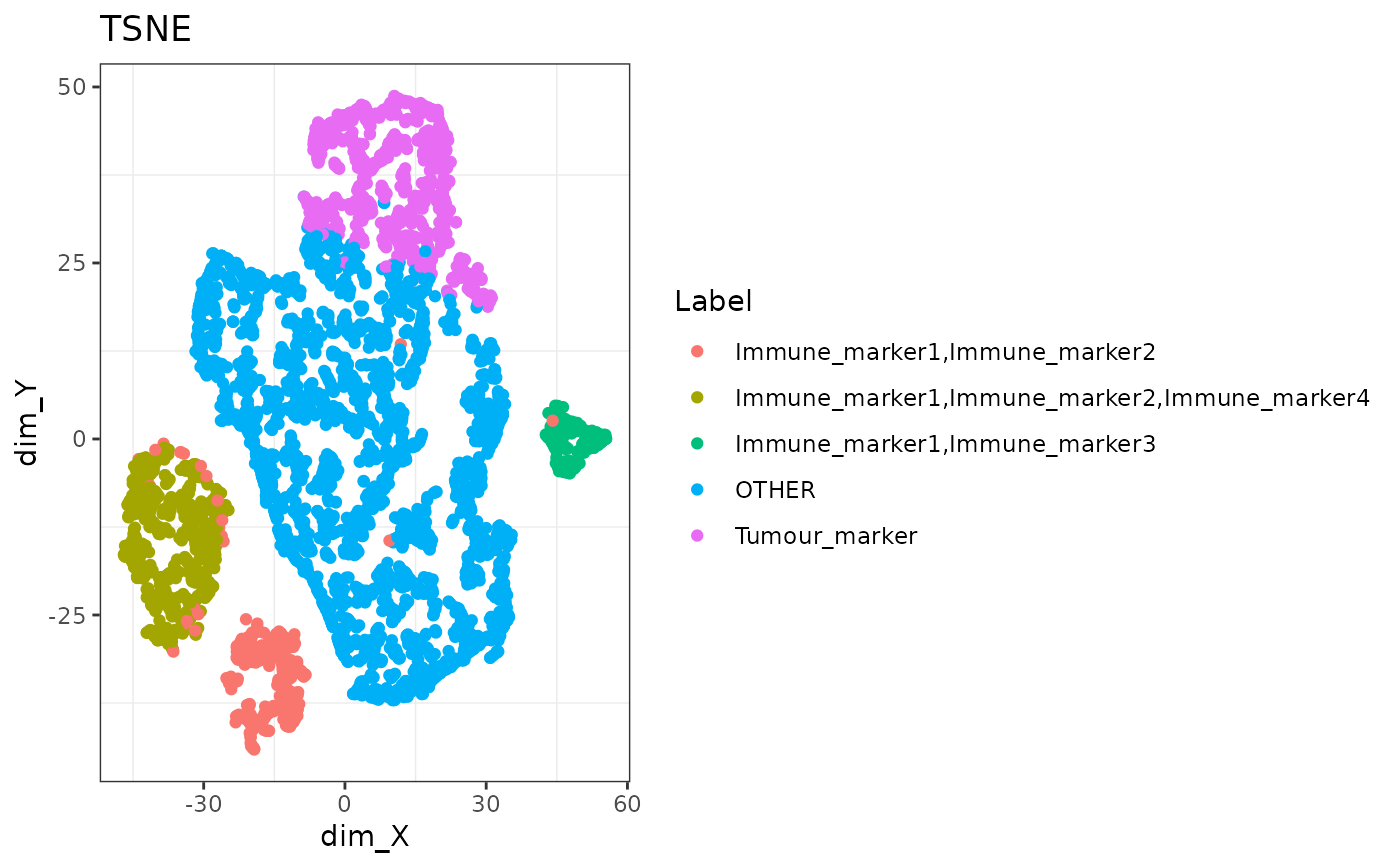 TSNE
50
25
0
-25
dim_Y
-30
0
30
60
dim_X
Label
Immune_marker1,Immune_marker2
Immune_marker1,Immune_marker2,Immune_marker4
Immune_marker1,Immune_marker3
OTHER
Tumour_marker